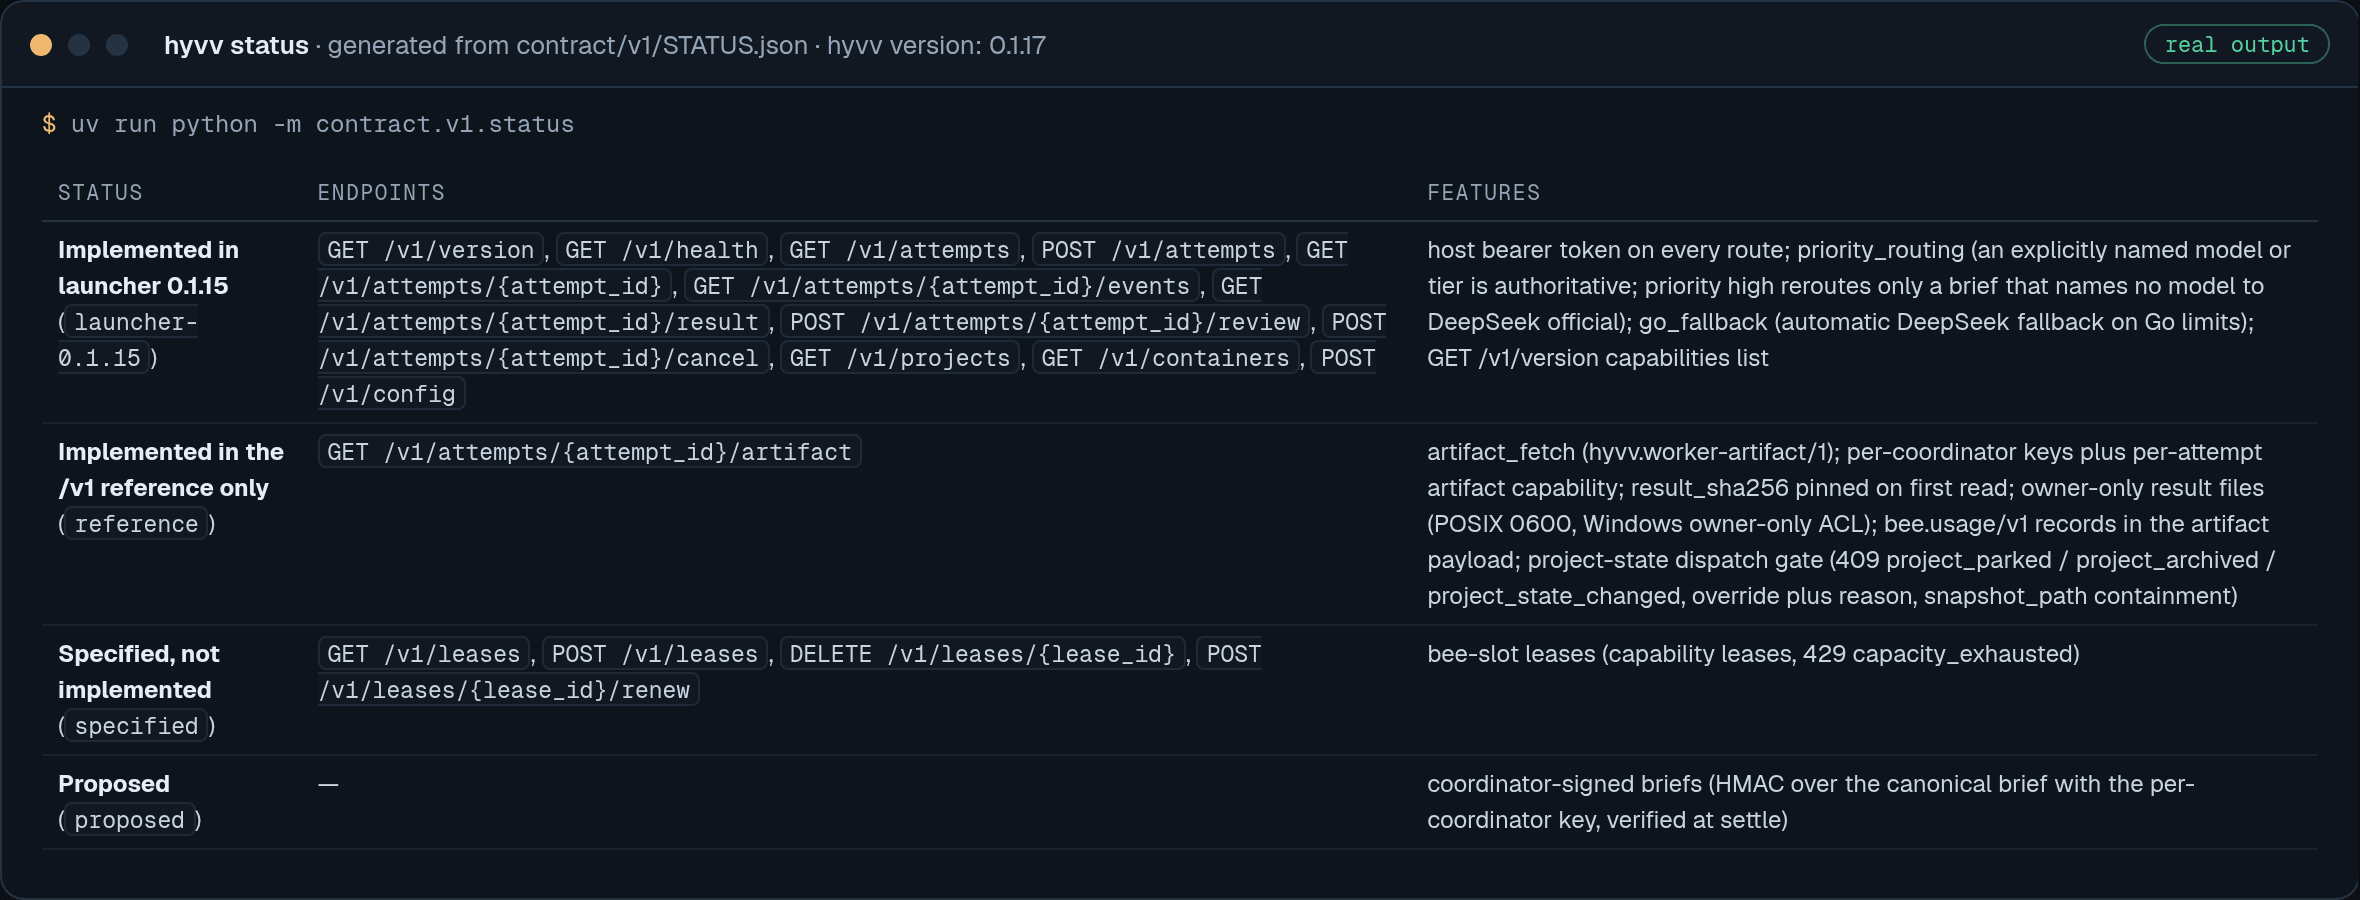 hyvv status · generated from contract/v1/STATUS.json · hyvv version: 0.1.17
real output
$ uv run python -m contract.v1.status
STATUS
ENDPOINTS
FEATURES
Implemented in
launcher 0.1.15
(launcher-
0.1.15)
GET /v1/version, GET /v1/health, GET /v1/attempts, POST /v1/attempts, GET
/v1/attempts/{attempt_id}, GET /v1/attempts/{attempt_id}/events, GET
/v1/attempts/{attempt_id}/result, POST /v1/attempts/{attempt_id}/review, POST
/v1/attempts/{attempt_id}/cancel, GET /v1/projects, GET /v1/containers, POST
/v1/config
host bearer token on every route; priority_routing (an explicitly named model or
tier is authoritative; priority high reroutes only a brief that names no model to
DeepSeek official); go_fallback (automatic DeepSeek fallback on Go limits);
GET /v1/version capabilities list
Implemented in the
/v1 reference only
(reference)
GET /v1/attempts/{attempt_id}/artifact
artifact_fetch (hyvv.worker-artifact/1); per-coordinator keys plus per-attempt
artifact capability; result_sha256 pinned on first read; owner-only result files
(POSIX 0600, Windows owner-only ACL); bee.usage/v1 records in the artifact
payload; project-state dispatch gate (409 project_parked / project_archived /
project_state_changed, override plus reason, snapshot_path containment)
Specified, not
implemented
(specified)
GET /v1/leases, POST /v1/leases, DELETE /v1/leases/{lease_id}, POST
/v1/leases/{lease_id}/renew
bee-slot leases (capability leases, 429 capacity_exhausted)
Proposed
(proposed)
—
coordinator-signed briefs (HMAC over the canonical brief with the per-
coordinator key, verified at settle)